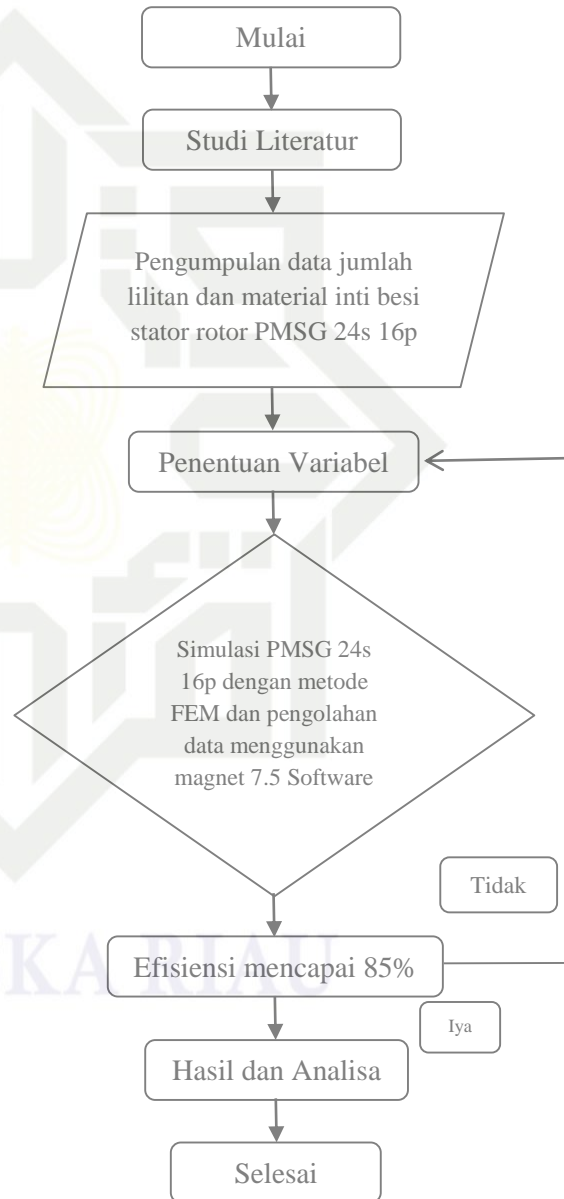 Mulai
Studi Literatur
Pengumpulan data jumlah
lilitan dan material inti besi
stator rotor PMSG 24s 16p
Penentuan Variabel
Simulasi PMSG 24s
16p dengan metode
FEM dan pengolahan
data menggunakan
magnet 7.5 Software
Tidak
Efisiensi mencapai 85%
KA RIAU
Iya
Hasil dan Analisa
Selesai